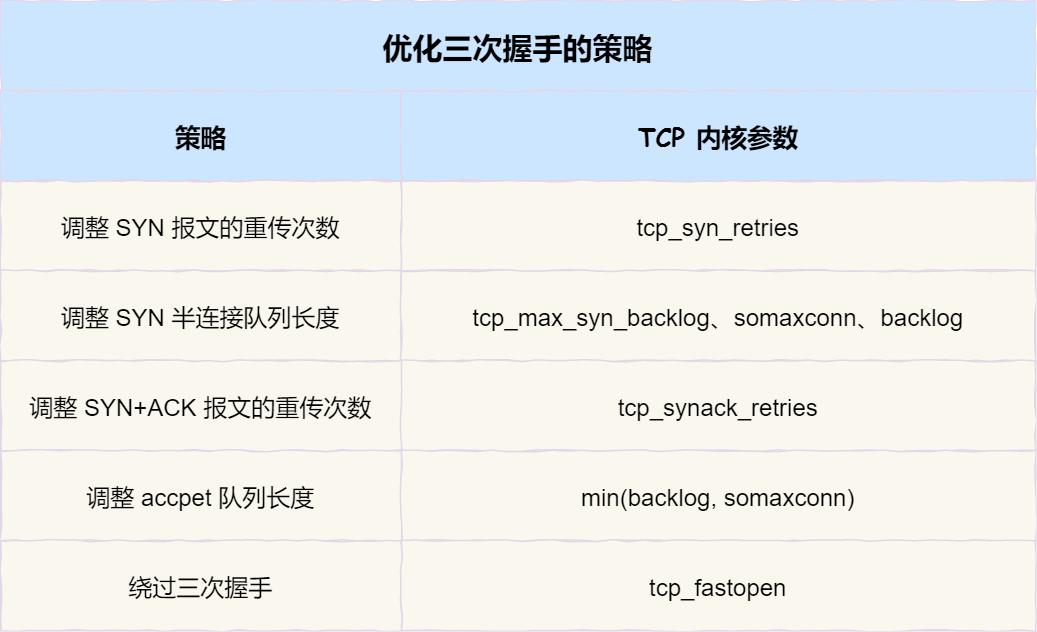 优化三次握手的策略
策略
TCP 内核参数
调整 SYN 报文的重传次数
tcp_syn_retries
调整 SYN 半连接队列长度
tcp_max_syn_backlog、somaxconn、backlog
调整 SYN+ACK 报文的重传次数
tcp_synack_retries
调整 accpet 队列长度
min(backlog, somaxconn)
绕过三次握手
tcp_fastopen